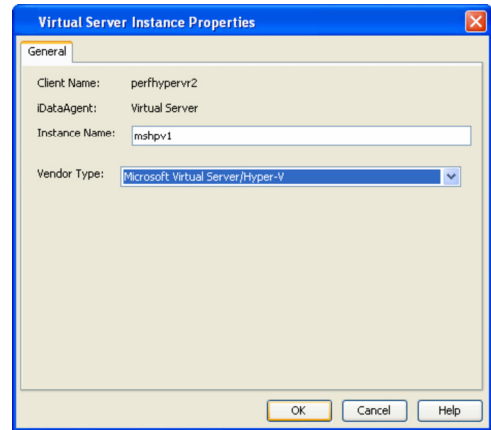 Virtual Server Instance Properties
General
Client Name: perfhypervr2
iDataAgent: Virtual Server
Instance Name: mshpv1
Vendor Type: Microsoft Virtual Server/Hyper-V
OK Cancel Help